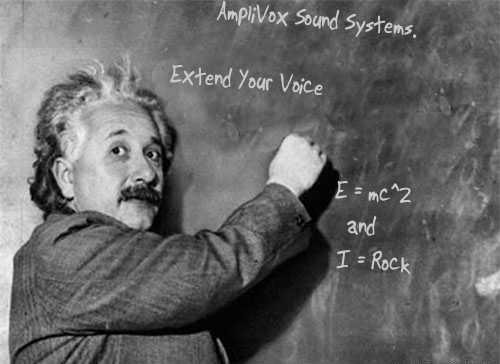 AmpliVox Sound Systems.
Extend Your Voice
E = mc^2
and
I = Rock